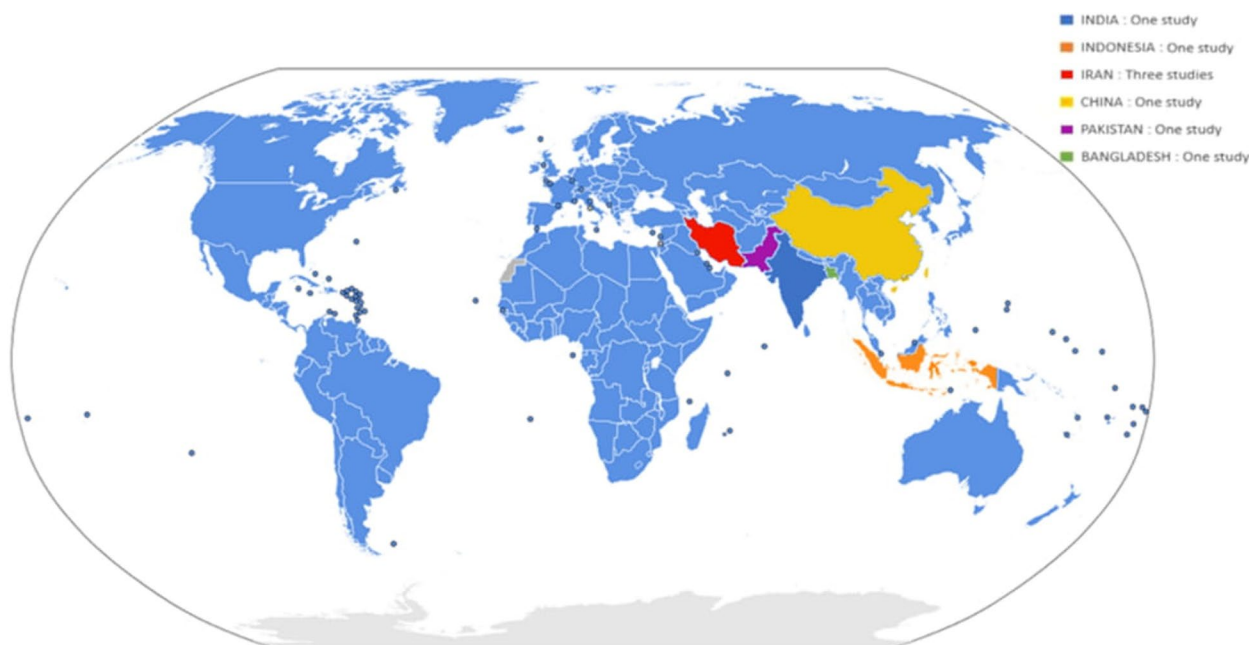 INDIA : One study
INDONESIA : One study
IRAN : Three studies
CHINA : One study
PAKISTAN : One study
BANGLADESH : One study